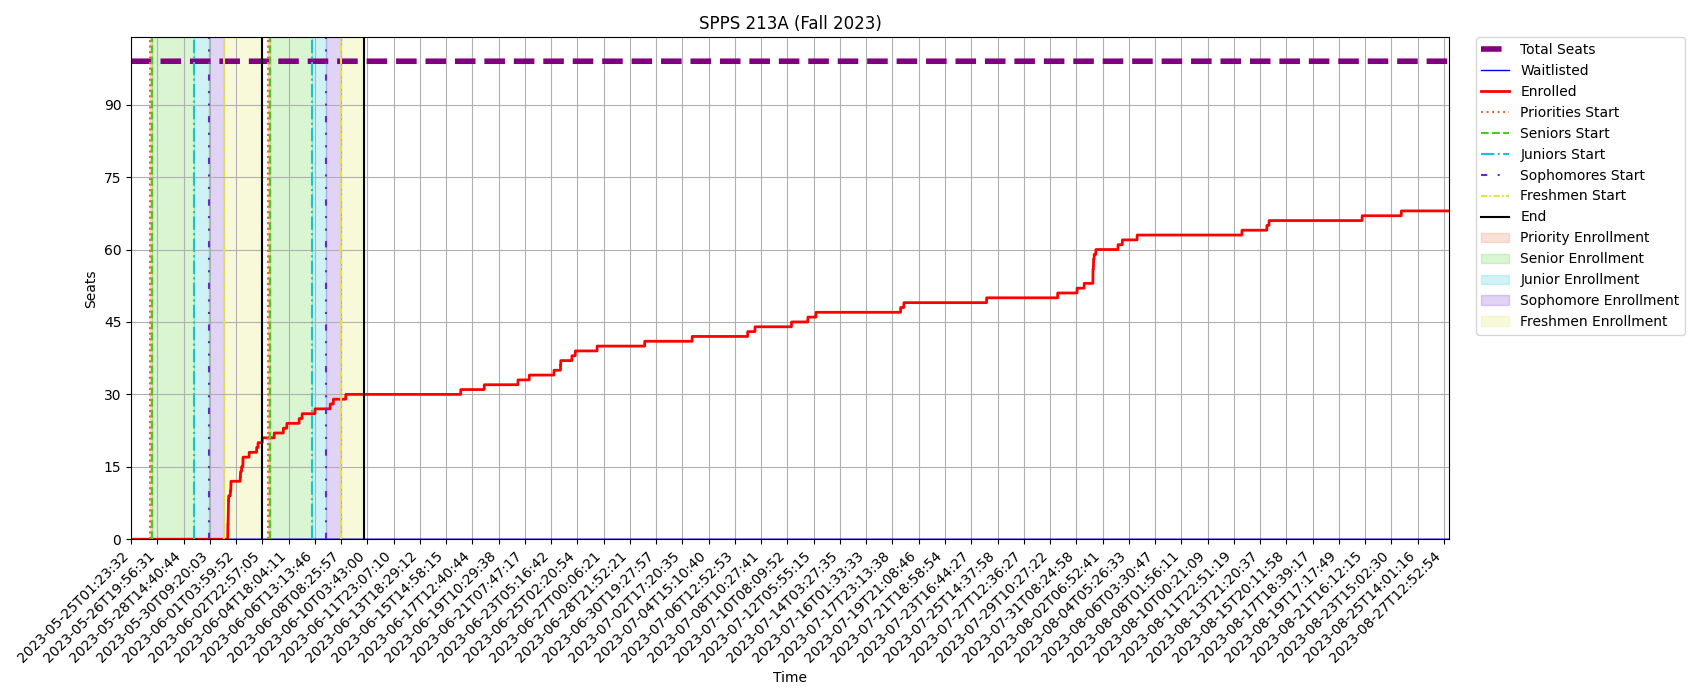 SPPS 213A (Fall 2023)
Total Seats
Waitlisted
Enrolled
Priorities Start
Seniors Start
Juniors Start
Sophomores Start
Freshmen Start
End
Priority Enrollment
Senior Enrollment
Junior Enrollment
Sophomore Enrollment
Freshmen Enrollment
Seats
90
75
60
45
30
15
0
2023-05-25T01:23:32
2023-05-26T19:56:31
2023-05-28T14:40:44
2023-05-30T09:20:03
2023-06-01T03:59:52
2023-06-02T22:57:05
2023-06-04T18:04:11
2023-06-06T13:13:46
2023-06-08T08:25:57
2023-06-10T03:43:00
2023-06-11T23:07:10
2023-06-13T18:29:12
2023-06-15T14:58:15
2023-06-17T12:40:44
2023-06-19T10:29:38
2023-06-21T07:47:17
2023-06-23T05:16:42
2023-06-25T02:20:54
2023-06-27T00:06:21
2023-06-28T21:52:21
2023-06-30T19:27:57
2023-07-02T17:20:35
2023-07-04T15:10:40
2023-07-06T12:52:53
2023-07-08T10:27:41
2023-07-10T08:09:52
2023-07-12T05:55:15
2023-07-14T03:27:35
2023-07-16T01:33:33
2023-07-17T23:13:38
2023-07-19T21:08:46
2023-07-21T18:58:54
2023-07-23T16:44:27
2023-07-25T14:37:58
2023-07-27T12:36:27
2023-07-29T10:27:22
2023-07-31T08:24:58
2023-08-02T06:52:41
2023-08-04T05:26:33
2023-08-06T03:30:47
2023-08-08T01:56:11
2023-08-10T00:21:09
2023-08-11T22:51:19
2023-08-13T21:20:37
2023-08-15T20:11:58
2023-08-17T18:39:17
2023-08-19T17:17:49
2023-08-21T16:12:15
2023-08-23T15:02:30
2023-08-25T14:01:16
2023-08-27T12:52:54
Time